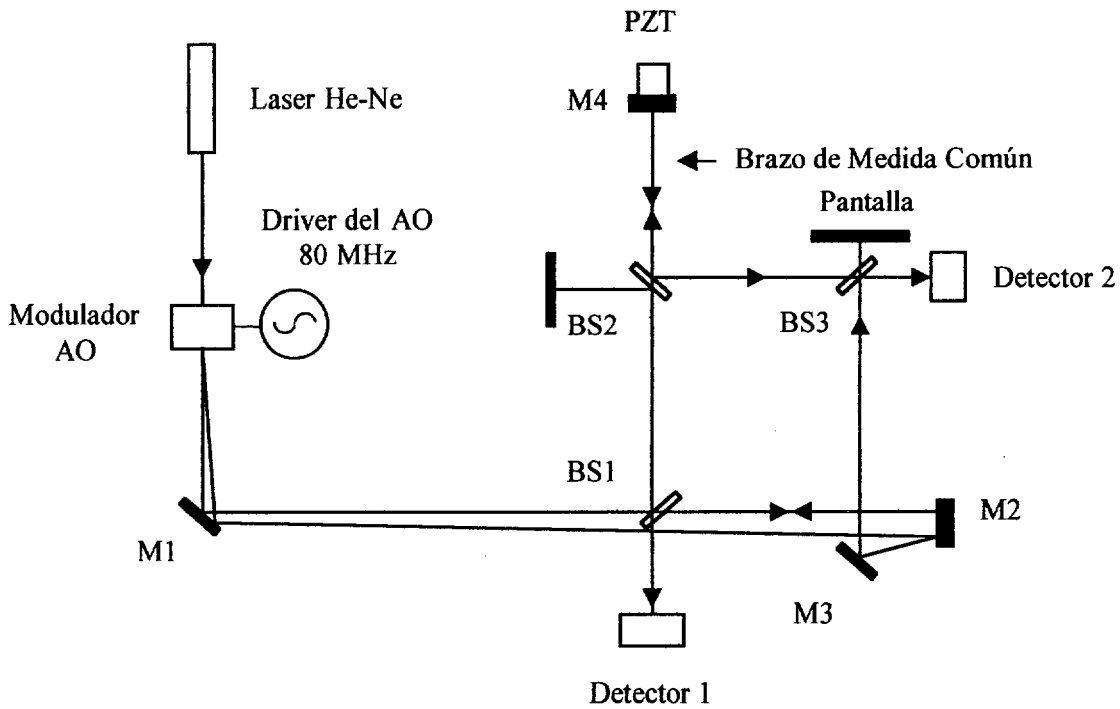 PZT
Laser He-Ne
M4
Brazo de Medida Común
Pantalla
Driver del AO
80 MHz
Detector 2
Modulador
AO
BS2
BS3
BS1
M2
M1
M3
Detector 1